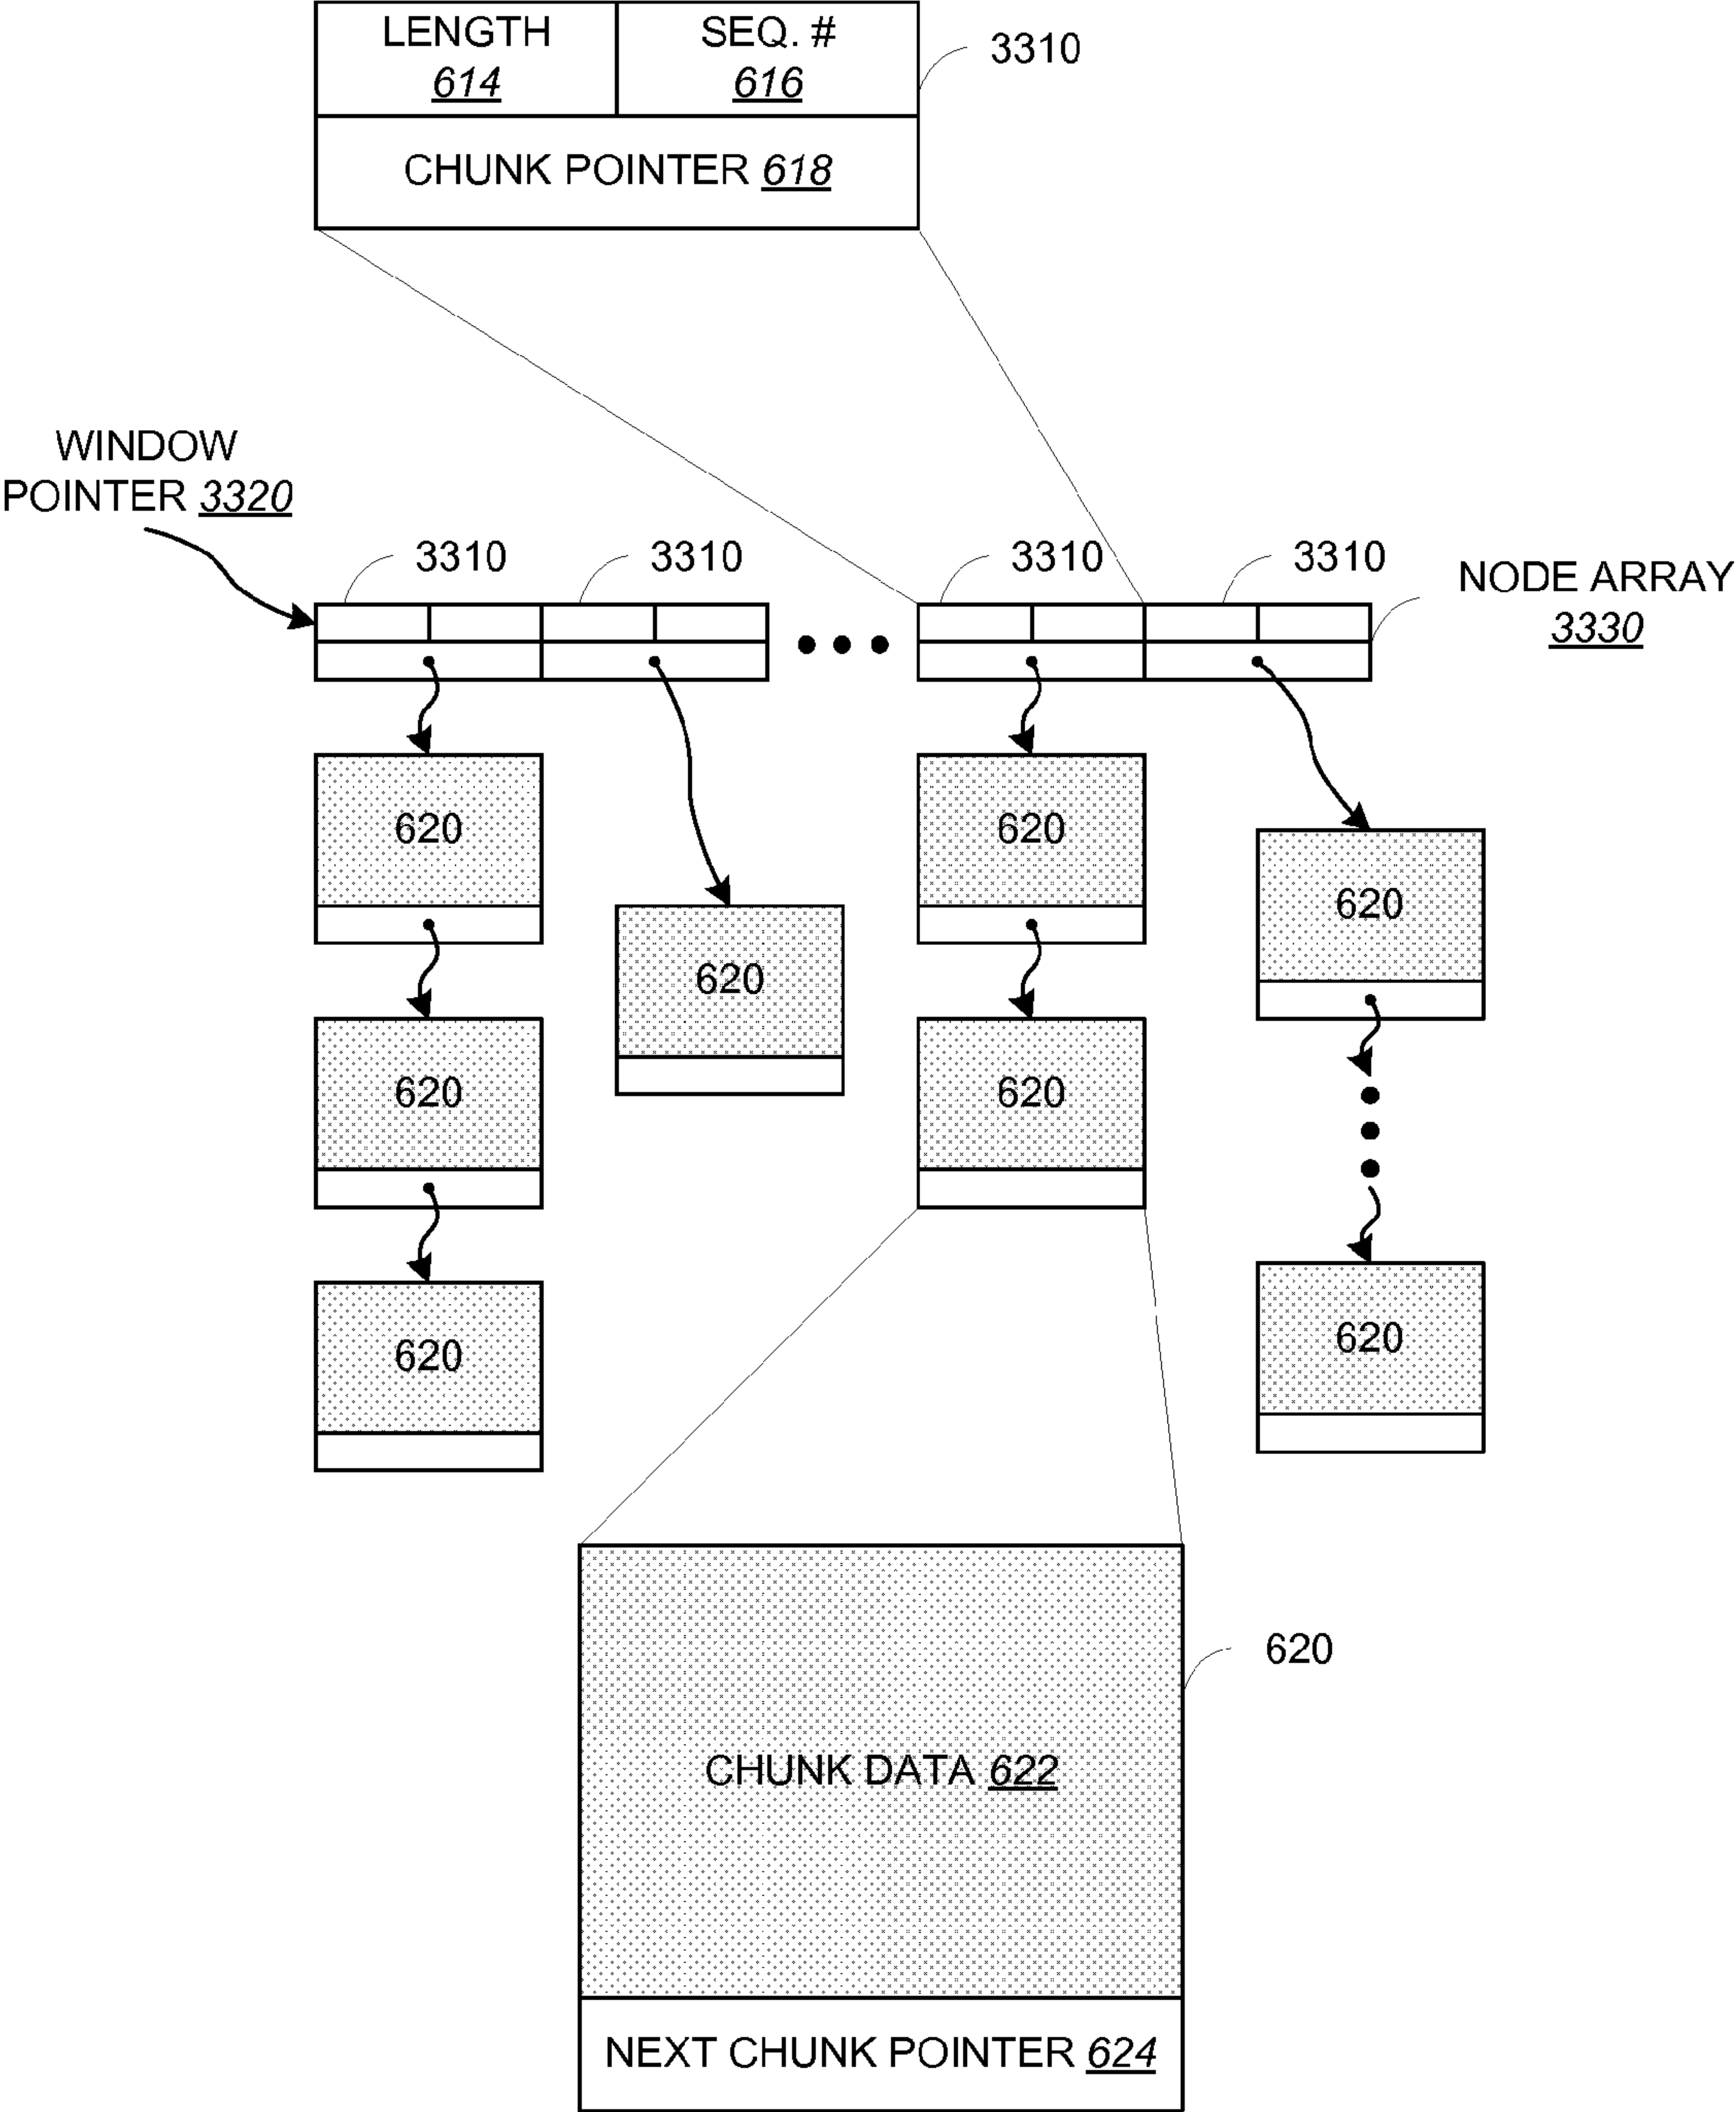 LENGTH
614
SEQ. #
616
3310
CHUNK POINTER 618
WINDOW
POINTER 3320
3310
3310
3310
3310
NODE ARRAY
3330
620
620
620
620
620
620
620
620
620
CHUNK DATA 622
NEXT CHUNK POINTER 624